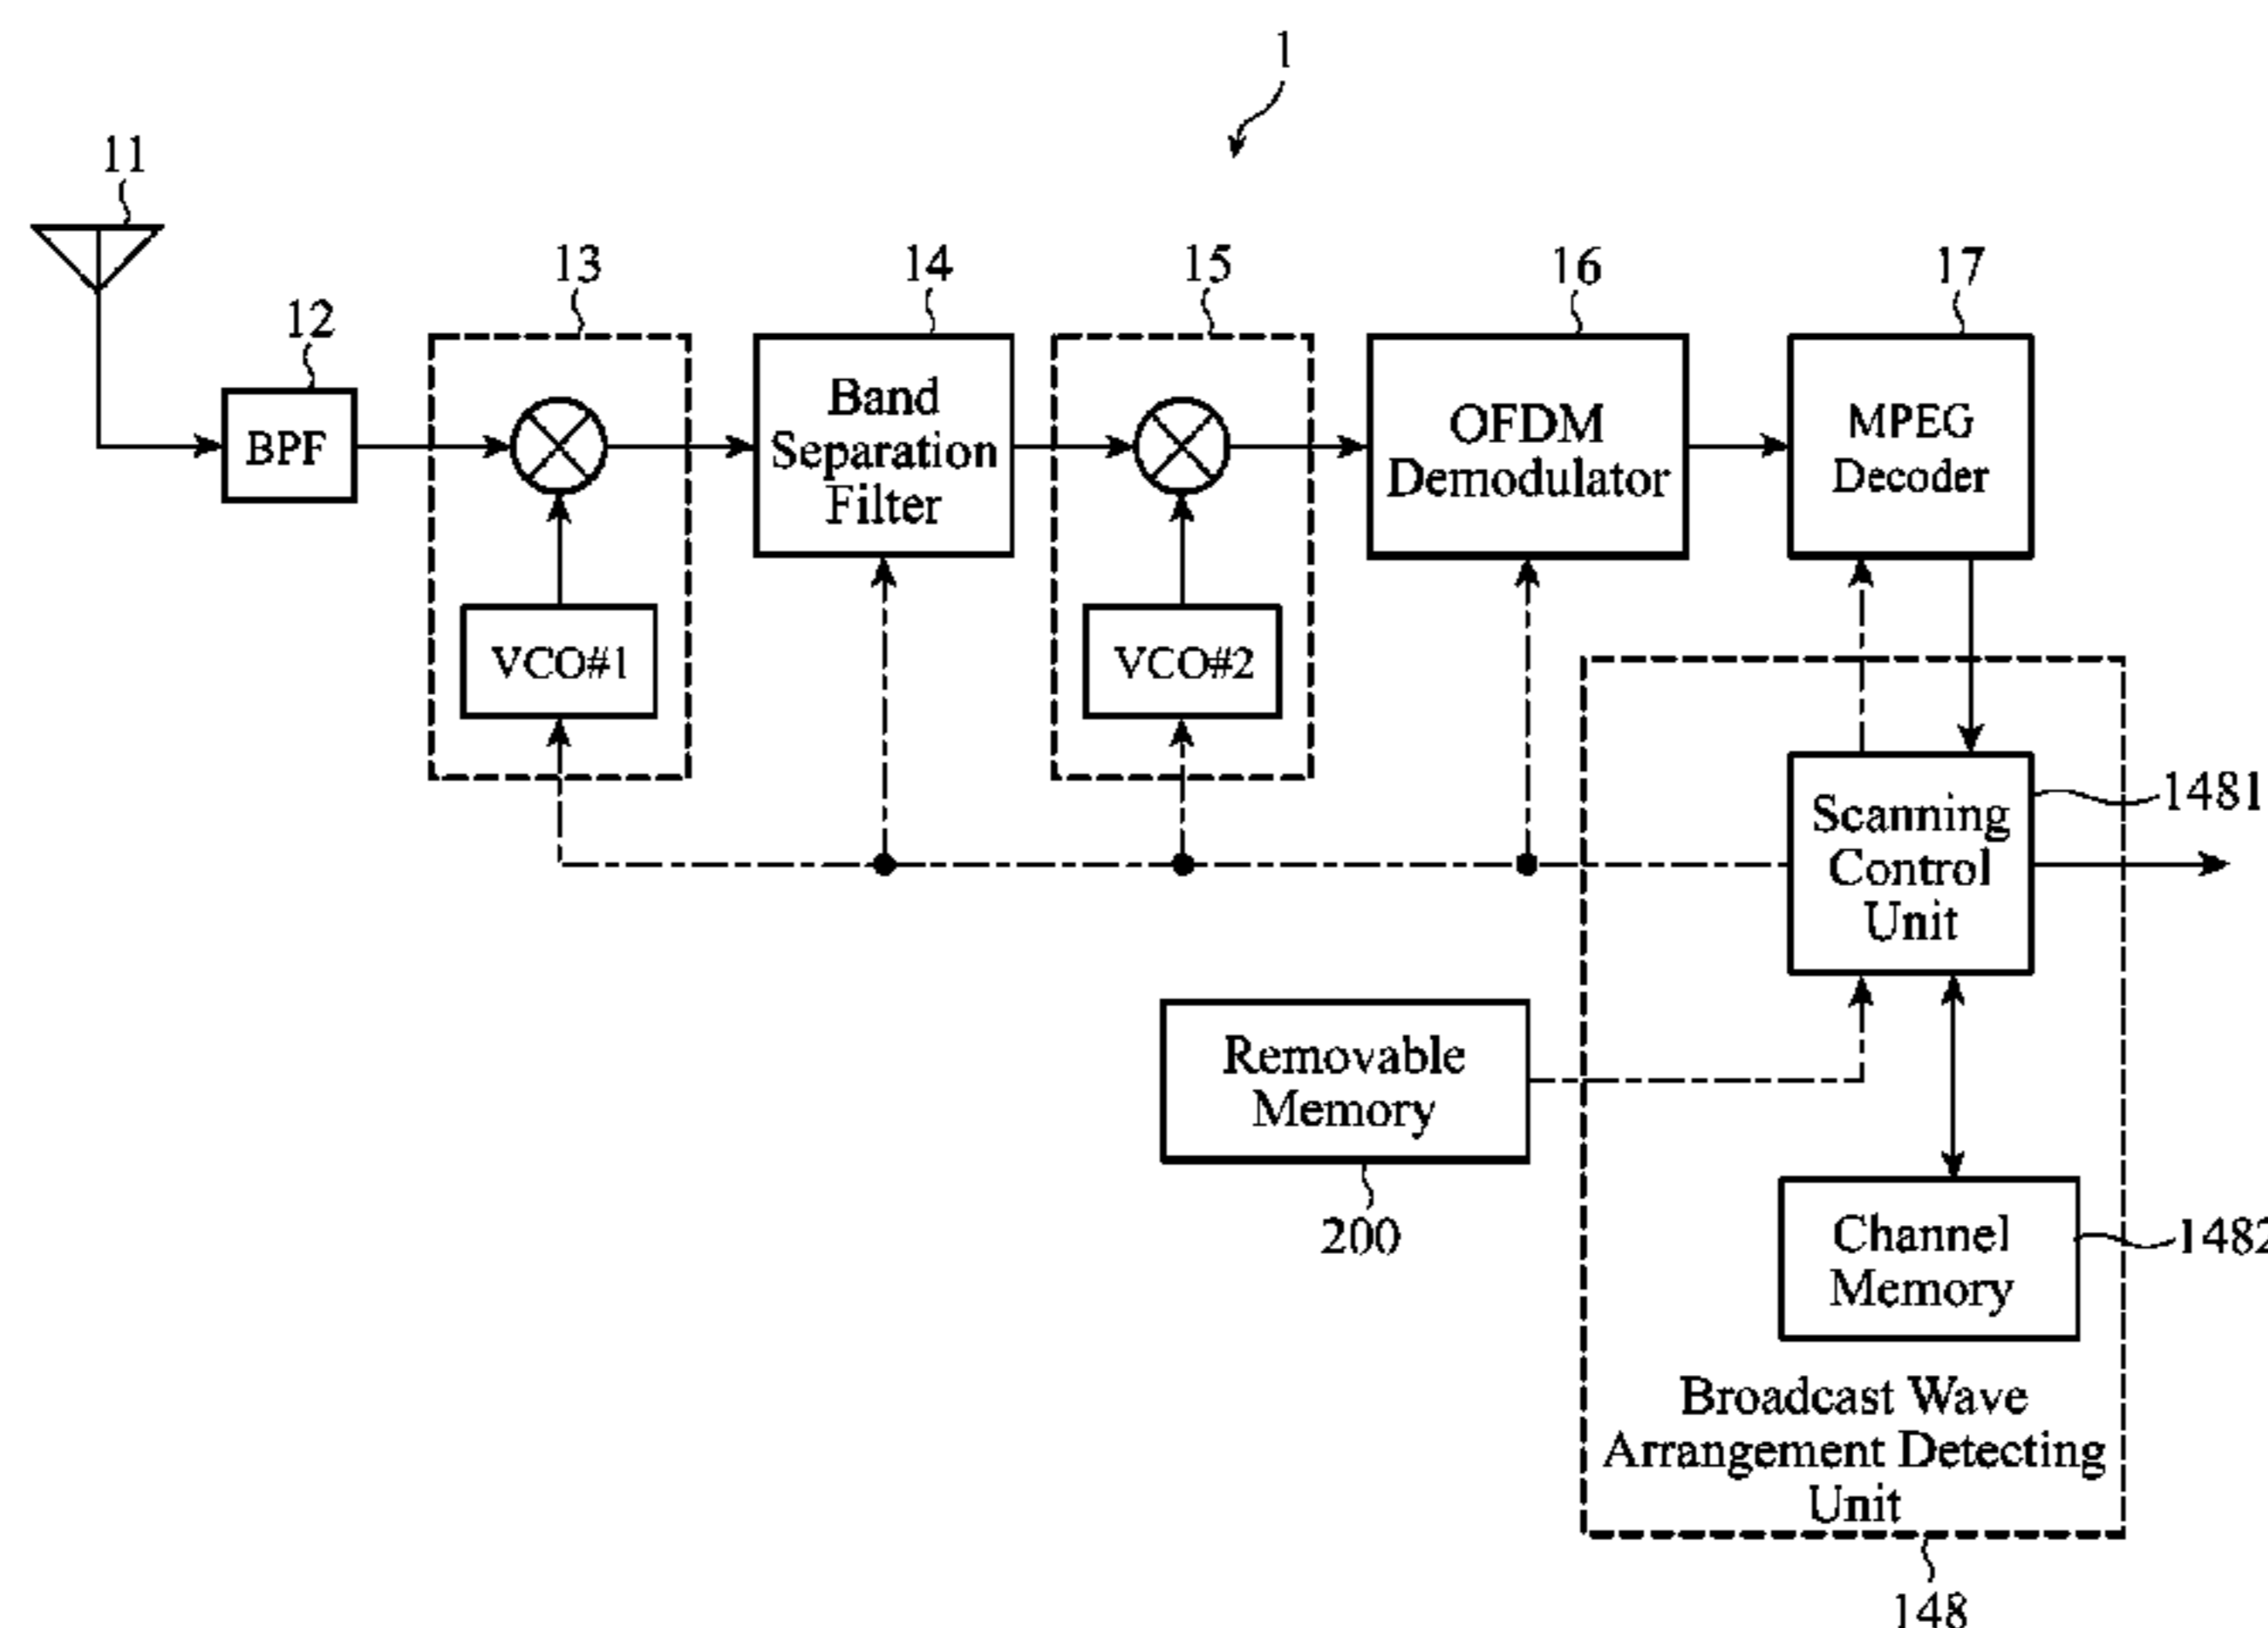 1
11
12
13
14
15
16
17
BPF
Band
Separation
Filter
OFDM
Demodulator
MPEG
Decoder
VCO#1
VCO#2
Scanning
Control
Unit
1481
Removable
Memory
200
Channel
Memory
1482
Broadcast Wave
Arrangement Detecting
Unit
148